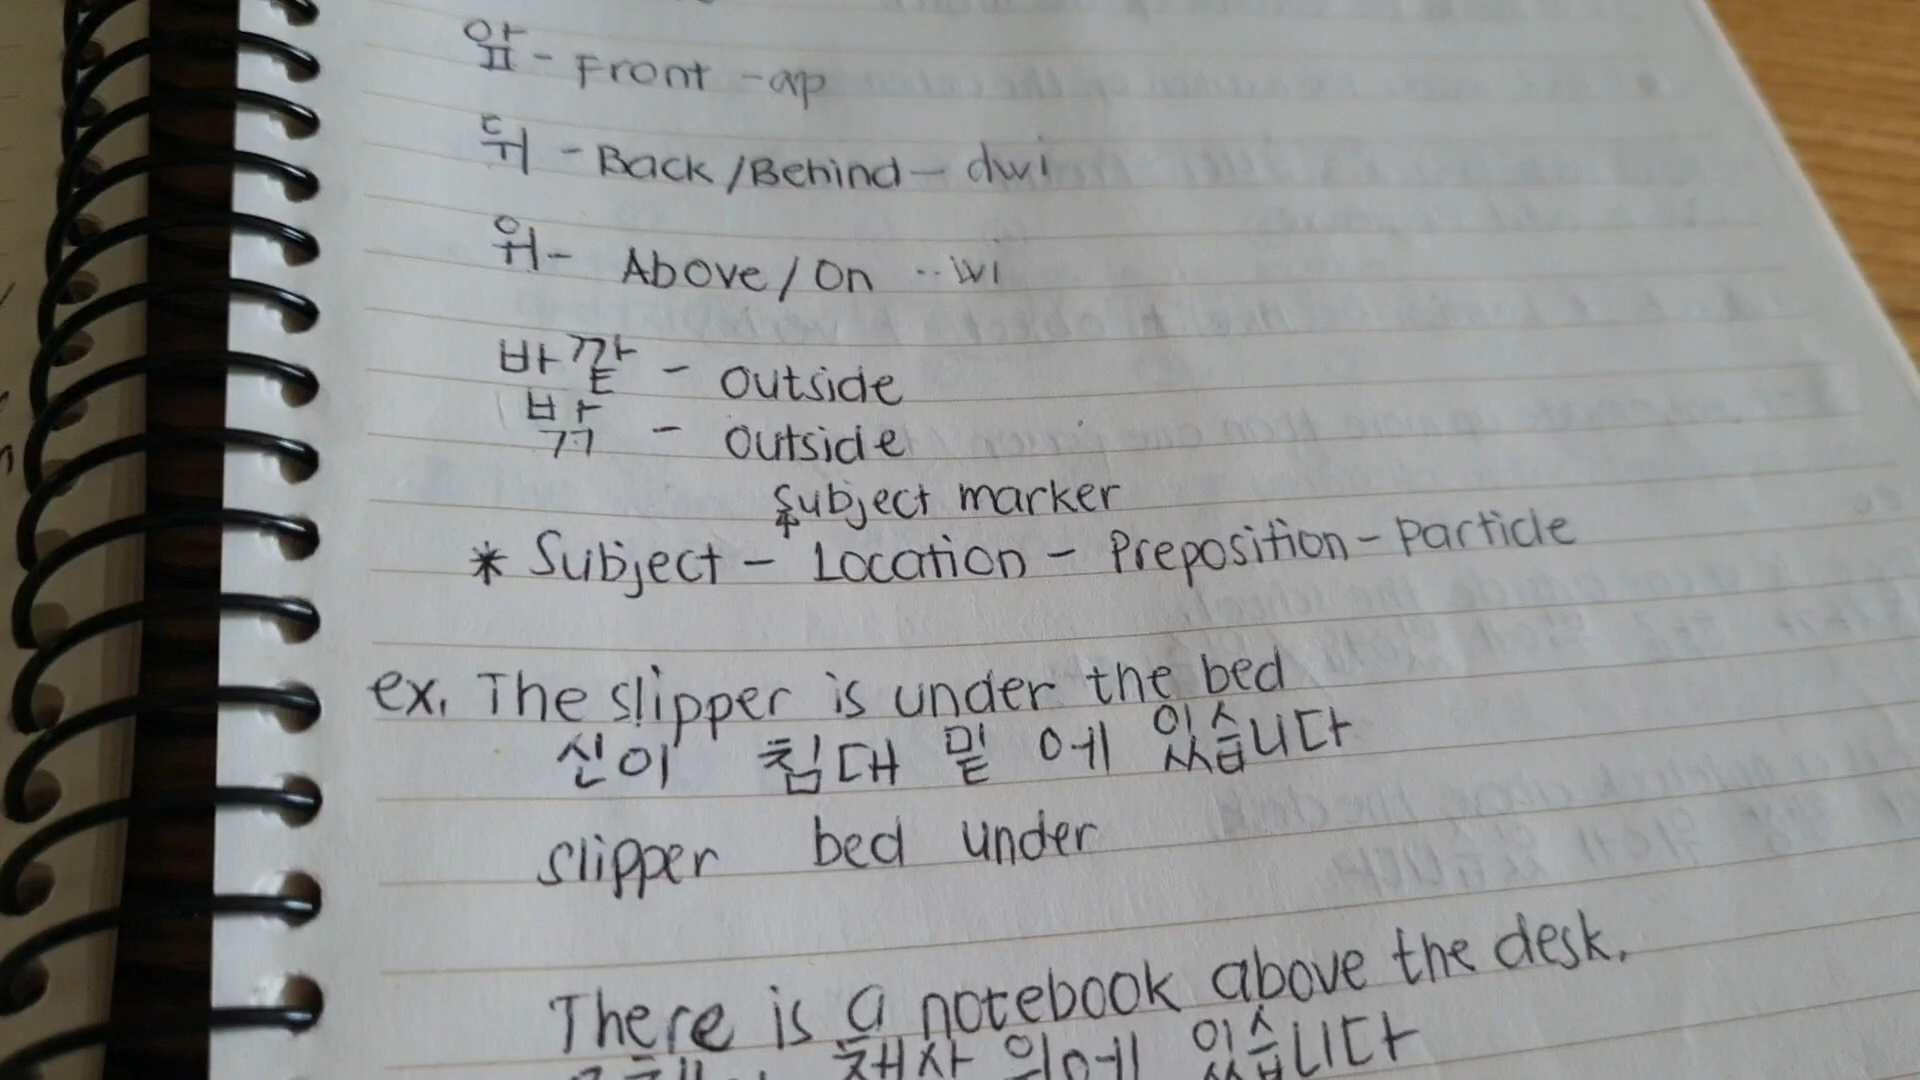 앞 - Front - ap
뒤 - Back / Behind - dwi
위 - Above / On - wi
바깥 - outside
밖 - outside
Subject marker
* Subject - Location - Preposition - Particle
ex. The slipper is under the bed
신이 침대 밑 에 있습니다
slipper bed under
There is a notebook above the desk.
책상 위에 있습니다